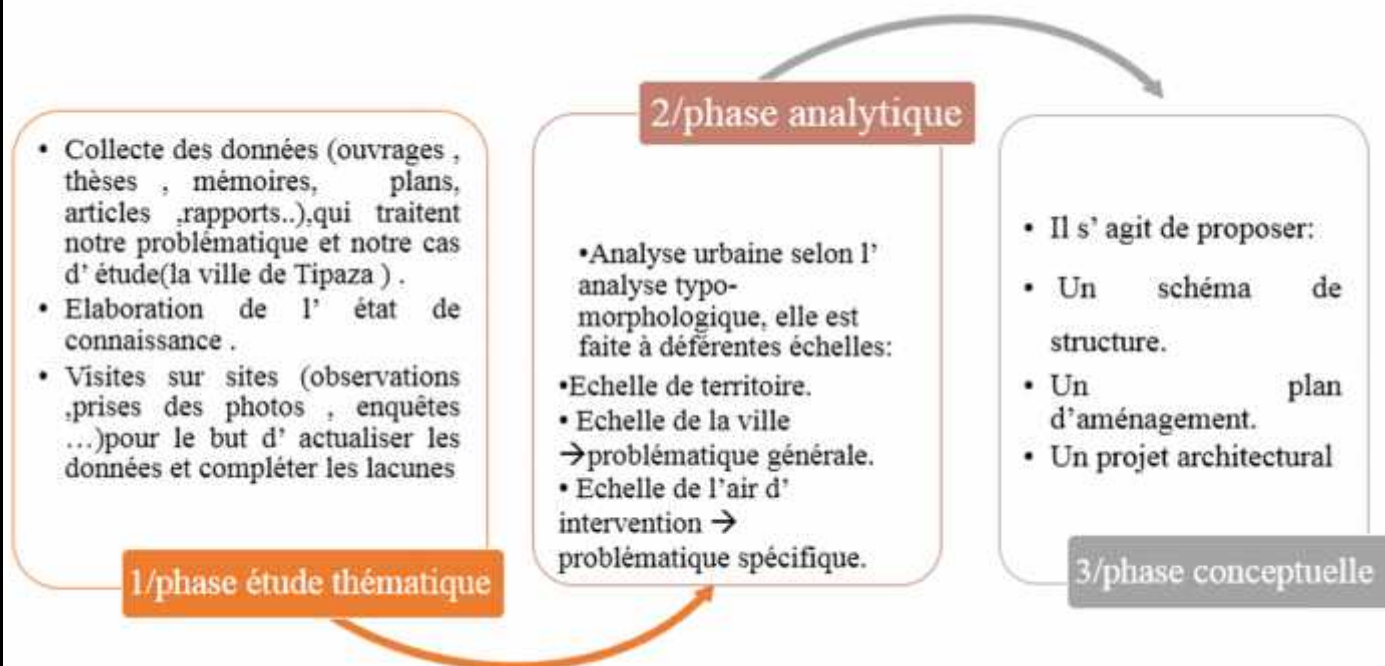 • Collecte des données (ouvrages ,
thèses , mémoires, plans,
articles ,rapports..),qui traitent
notre problématique et notre cas
d’ étude(la ville de Tipaza ) .
• Elaboration de l’ état de
connaissance .
• Visites sur sites (observations
,prises des photos , enquêtes
…)pour le but d’ actualiser les
données et compléter les lacunes
1/phase étude thématique
2/phase analytique
•Analyse urbaine selon l’
analyse typo-
morphologique, elle est
faite à déférentes échelles:
•Echelle de territoire.
• Echelle de la ville
→problématique générale.
• Echelle de l’air d’
intervention →
problématique spécifique.
• Il s’ agit de proposer:
• Un schéma de
structure.
• Un plan
d’aménagement.
• Un projet architectural
3/phase conceptuelle